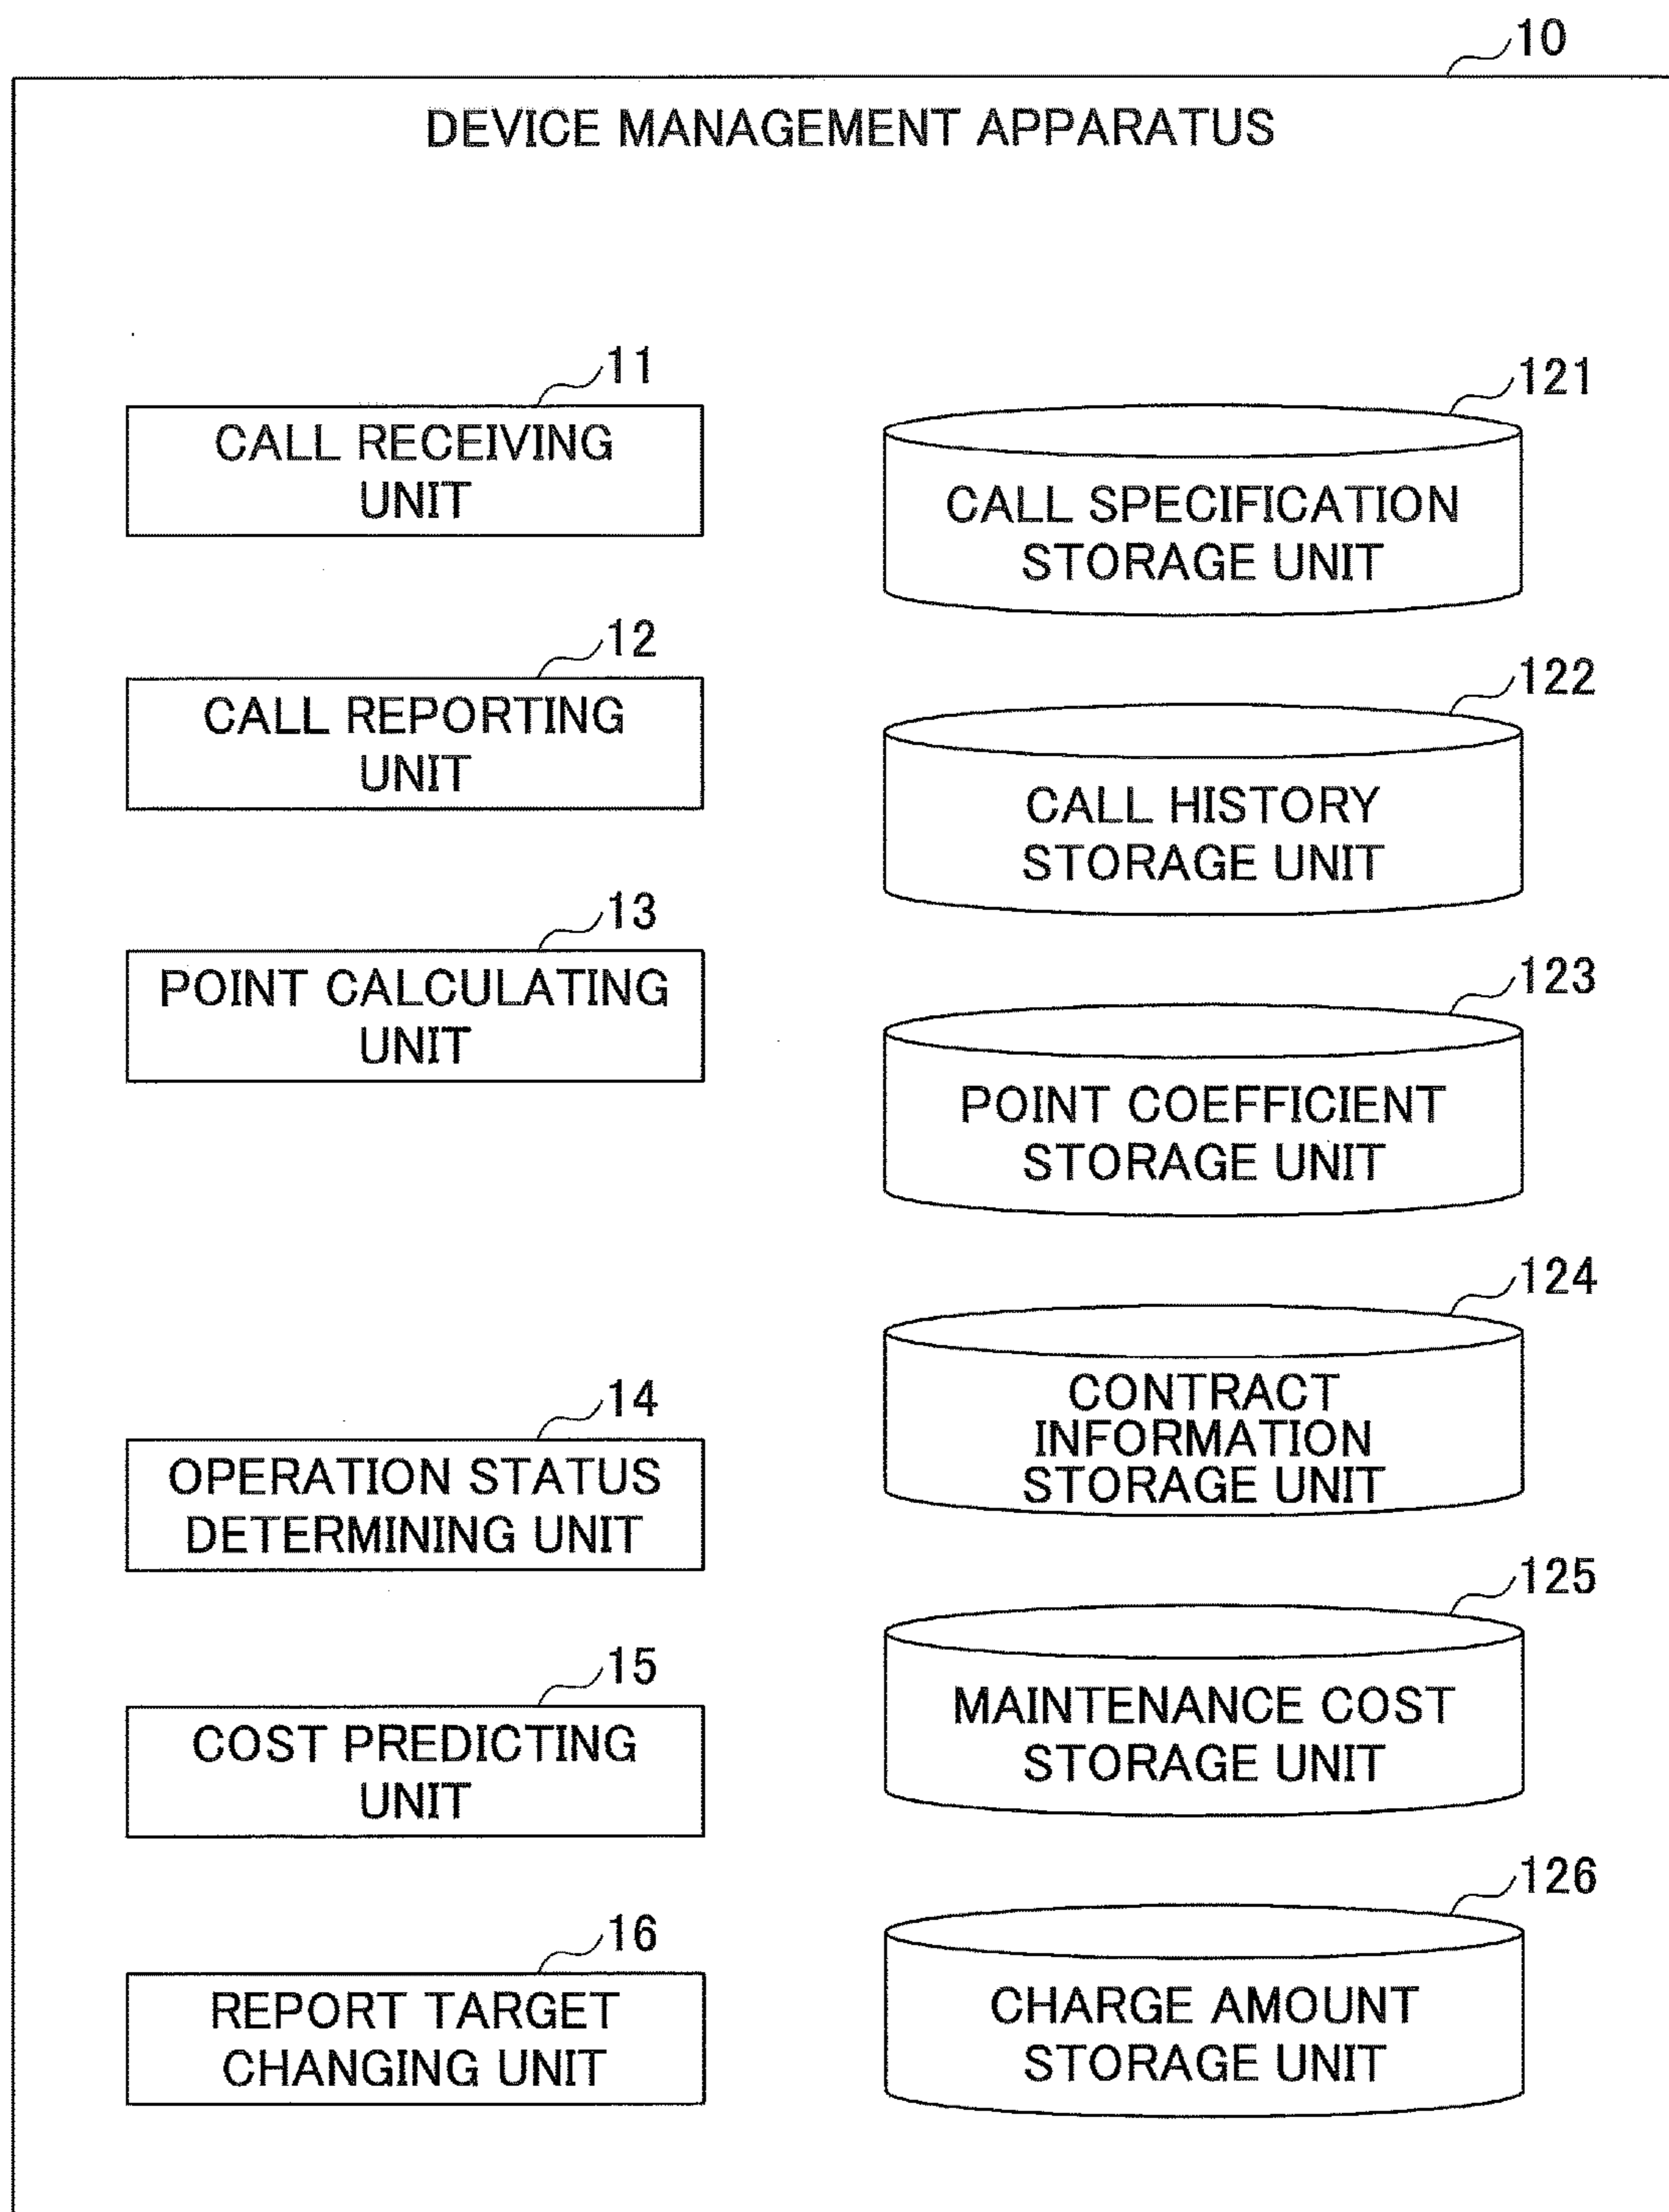 10
DEVICE MANAGEMENT APPARATUS
11
CALL RECEIVING
UNIT
12
CALL REPORTING
UNIT
13
POINT CALCULATING
UNIT
14
OPERATION STATUS
DETERMINING UNIT
15
COST PREDICTING
UNIT
16
REPORT TARGET
CHANGING UNIT
121
CALL SPECIFICATION
STORAGE UNIT
122
CALL HISTORY
STORAGE UNIT
123
POINT COEFFICIENT
STORAGE UNIT
124
CONTRACT
INFORMATION
STORAGE UNIT
125
MAINTENANCE COST
STORAGE UNIT
126
CHARGE AMOUNT
STORAGE UNIT